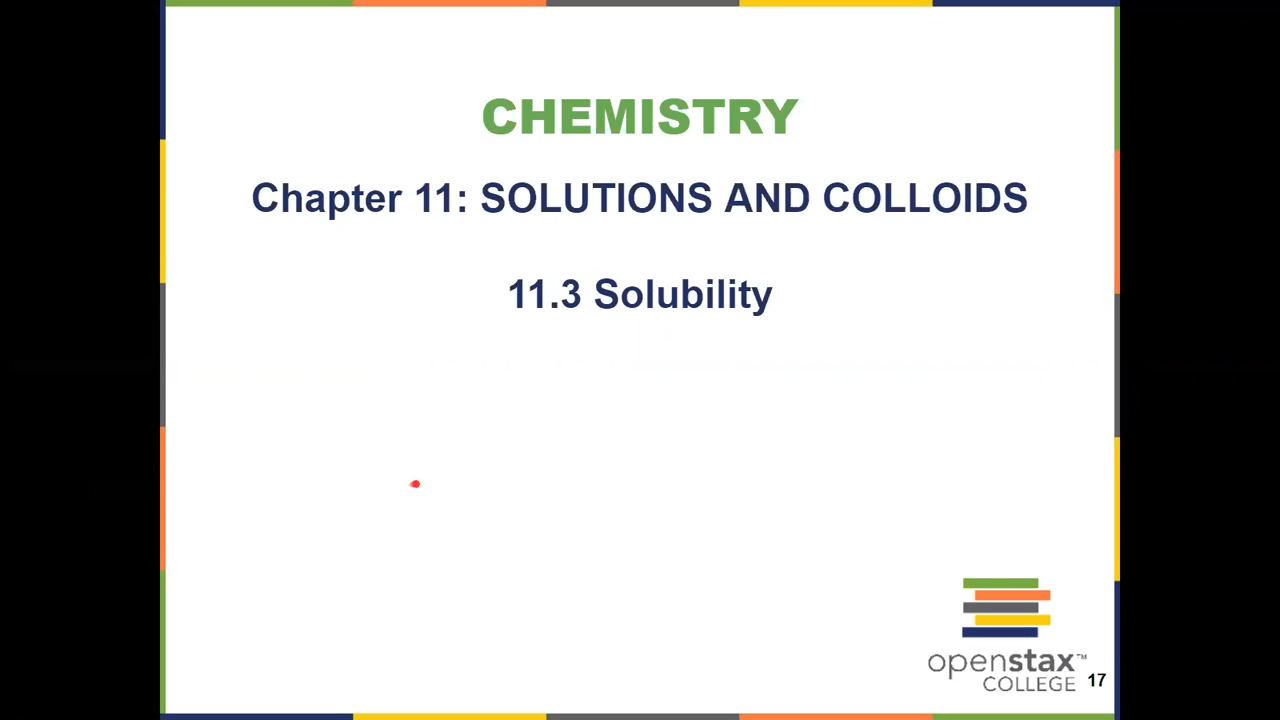 CHEMISTRY
Chapter 11: SOLUTIONS AND COLLOIDS
11.3 Solubility
openstax™
COLLEGE
17